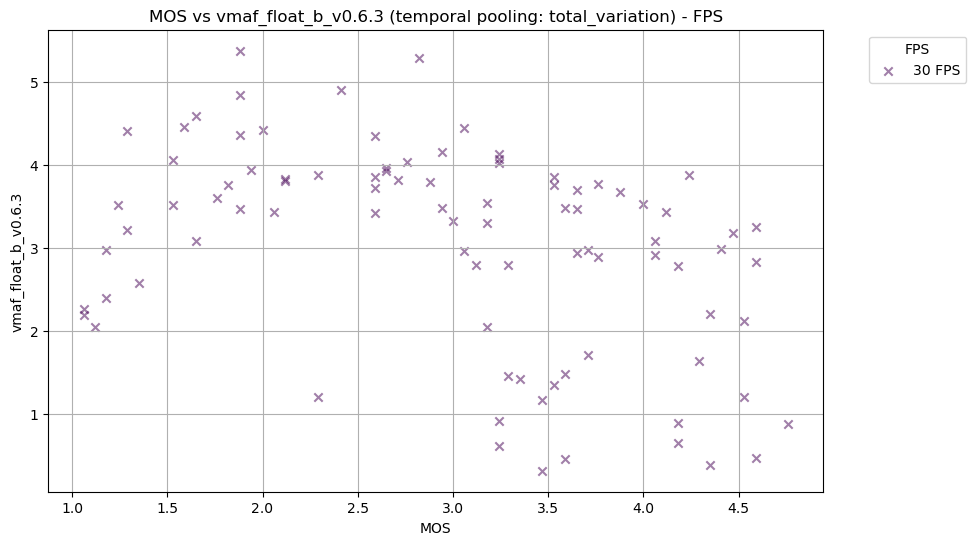 MOS vs vmaf_float_b_v0.6.3 (temporal pooling: total_variation) - FPS
FPS
30 FPS
vmaf_float_b_v0.6.3
5
4
3
2
1
1.0 1.5 2.0 2.5 3.0 3.5 4.0 4.5
MOS